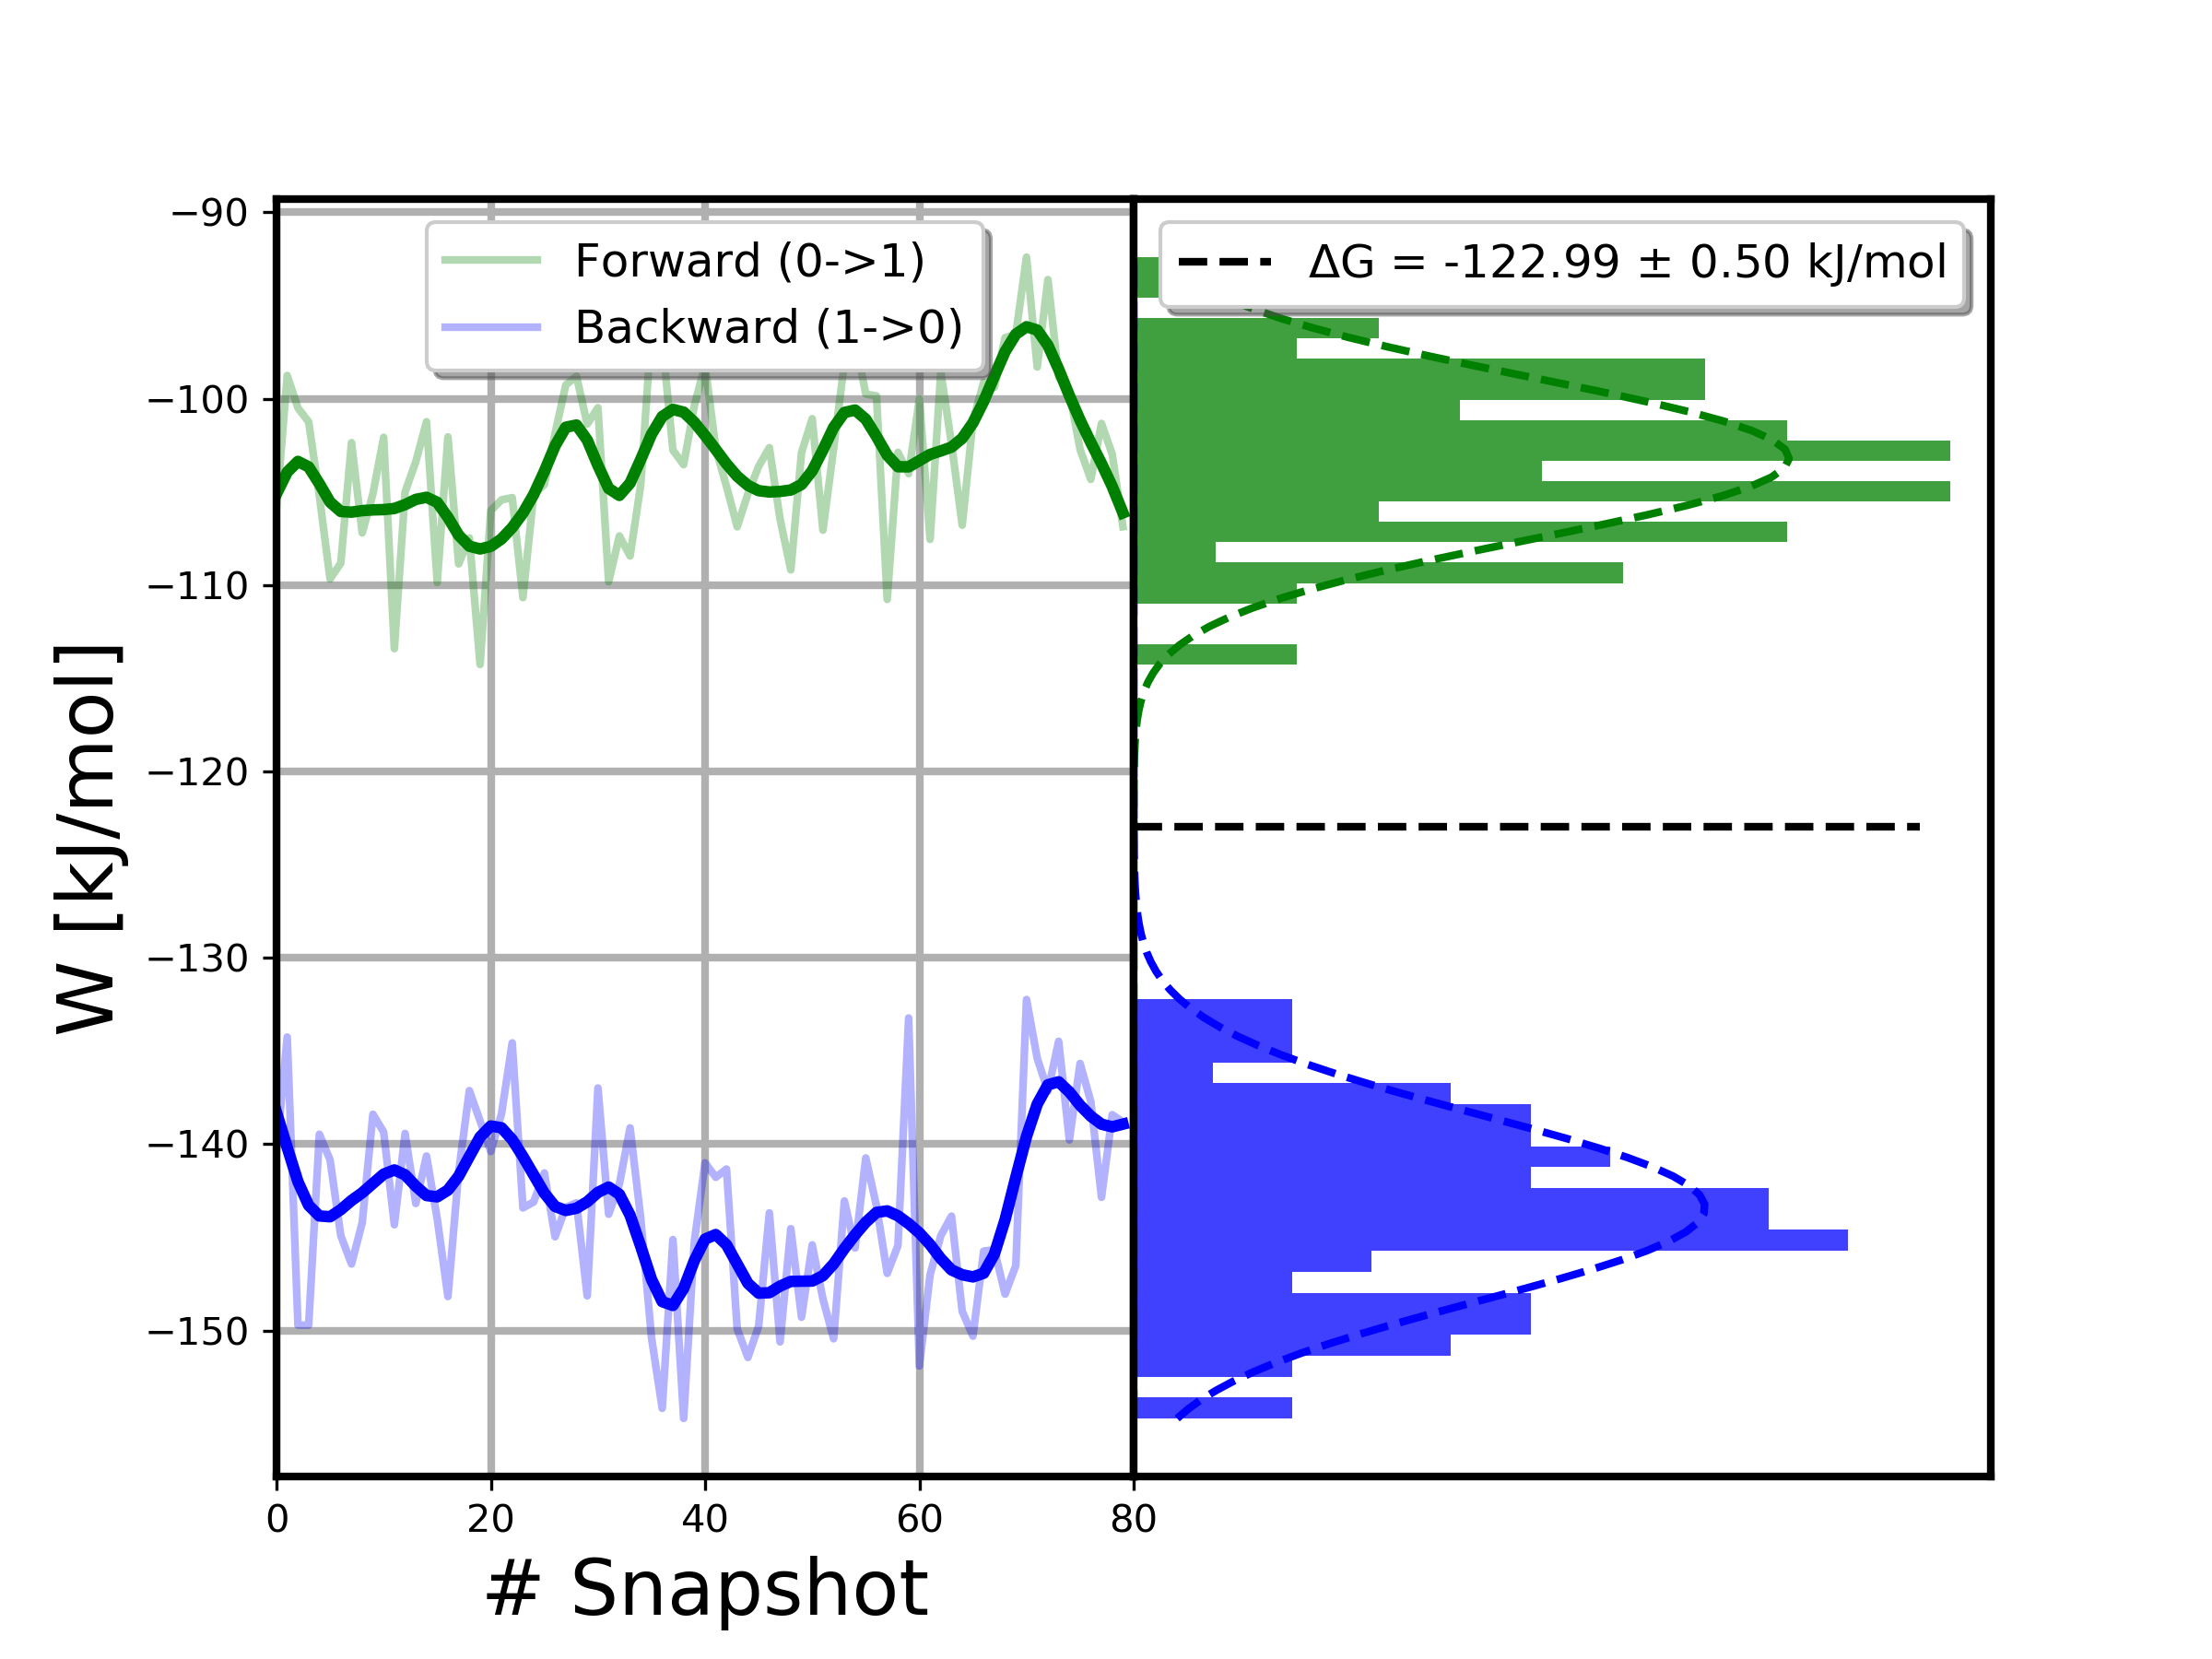 W [kJ/mol]
−90
−100
−110
−120
−130
−140
−150
Forward (0->1)
Backward (1->0)
ΔG = -122.99 ± 0.50 kJ/mol
0 20 40 60 80
# Snapshot